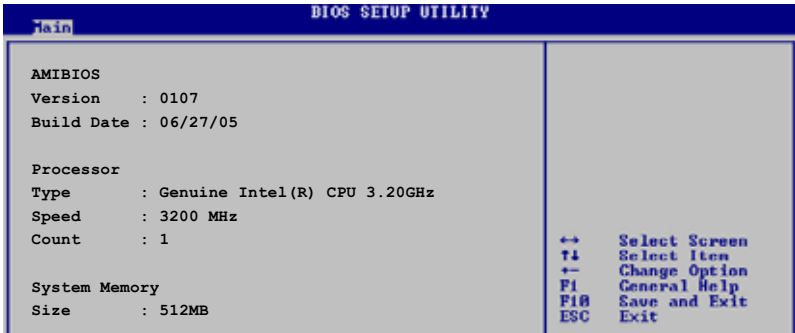 BIOS SETUP UTILITY
Main
AMIBIOS
Version : 0107
Build Date : 06/27/05
Processor
Type : Genuine Intel(R) CPU 3.20GHz
Speed : 3200 MHz
Count : 1
System Memory
Size : 512MB
↔ Select Screen
↑↓ Select Item
+- Change Option
F1 General Help
F10 Save and Exit
ESC Exit